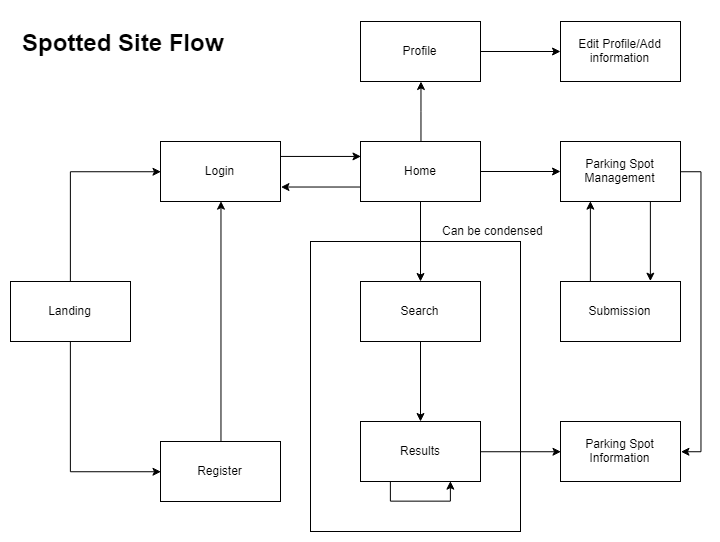 Spotted Site Flow
Profile
Edit Profile/Add
information
Login
Home
Parking Spot
Management
Can be condensed
Landing
Search
Submission
Register
Results
Parking Spot
Information